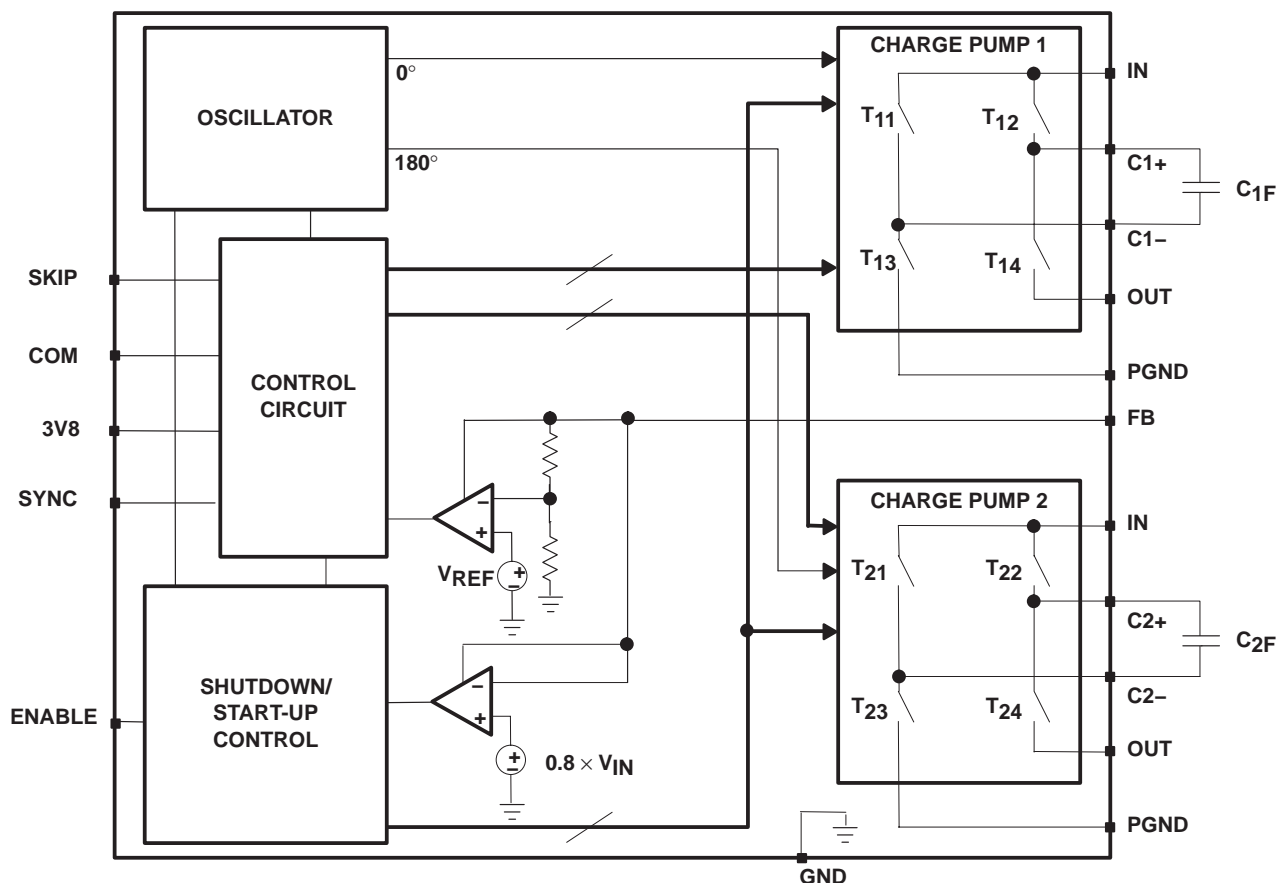 OSCILLATOR
0°
180°
CHARGE PUMP 1
T11
T12
T13
T14
IN
C1+
C1F
C1–
OUT
PGND
FB
SKIP
COM
3V8
SYNC
CONTROL
CIRCUIT
–
+
VREF
+
–
CHARGE PUMP 2
T21
T22
T23
T24
IN
C2+
C2F
C2–
OUT
PGND
ENABLE
SHUTDOWN/
START-UP
CONTROL
–
+
+
–
0.8 × VIN
GND